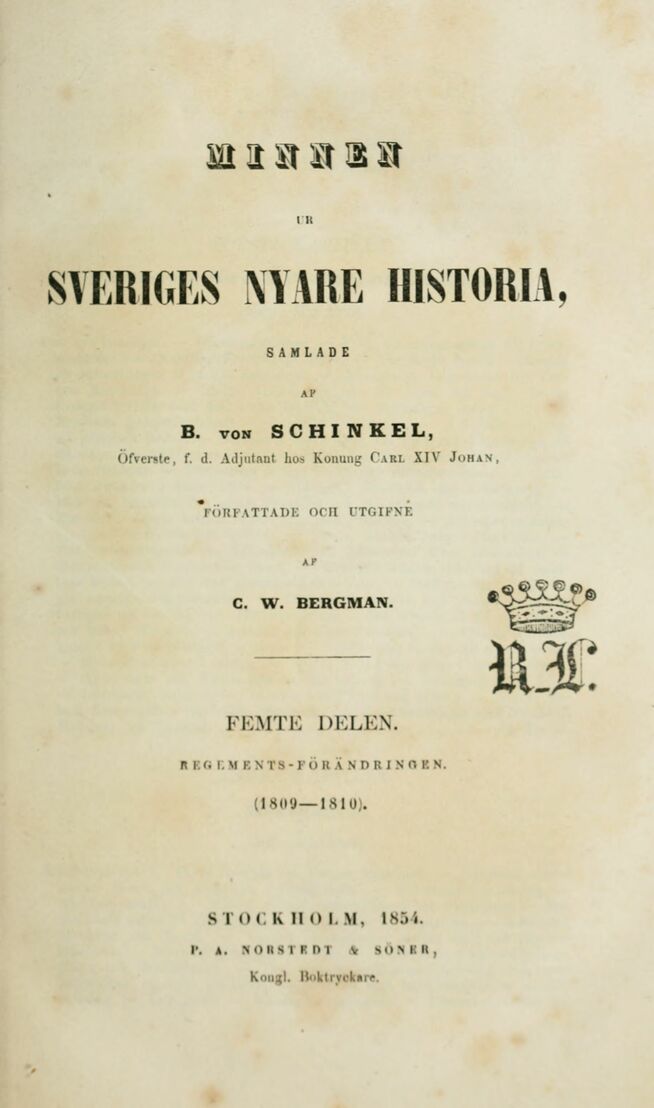 MINNEN
UR
SVERIGES NYARE HISTORIA,
SAMLADE
AF
B. VON SCHINKEL,
Öfverste, f. d. Adjutant hos Konung CARL XIV JOHAN,
FÖRFATTADE OCH UTGIFNE
AF
C. W. BERGMAN.
R_L.
FEMTE DELEN.
REGEMENTS-FÖRÄNDRINGEN.
(1809—1810).
STOCKHOLM, 1854.
P. A. NORSTEDT & SÖNER,
Kongl. Boktryckare.